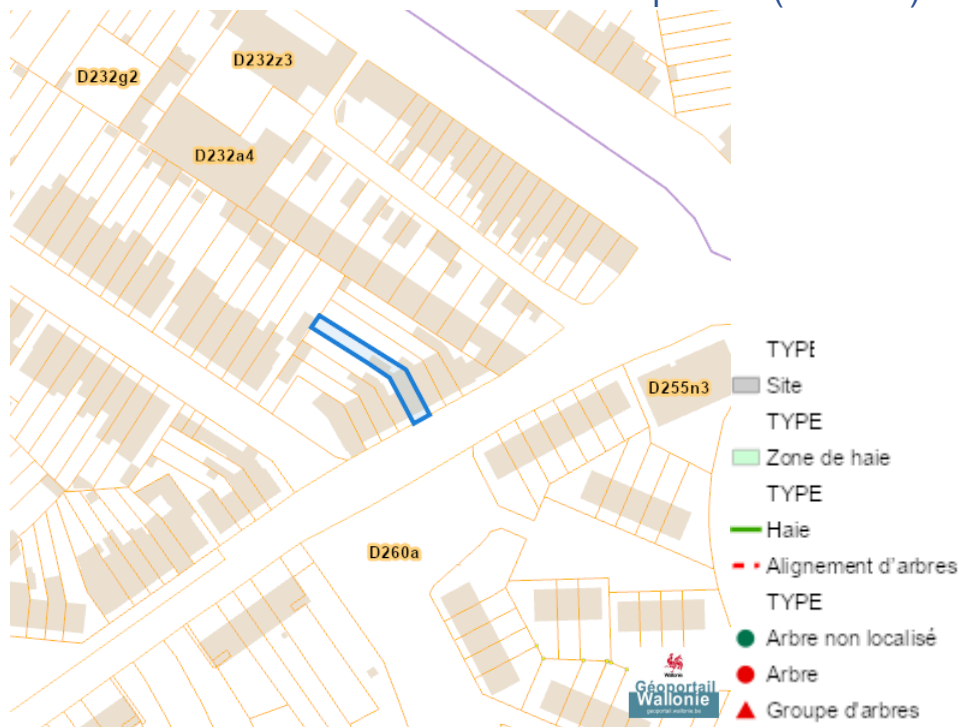 D232z3
D232g2
D232a4
D255n3
D260a
TYPE
Site
TYPE
Zone de haie
TYPE
Haie
Alignement d'arbres
TYPE
Arbre non localisé
Arbre
Groupe d'arbres
Wallonie
Géoportail
Wallonie
geoportail.wallonie.be